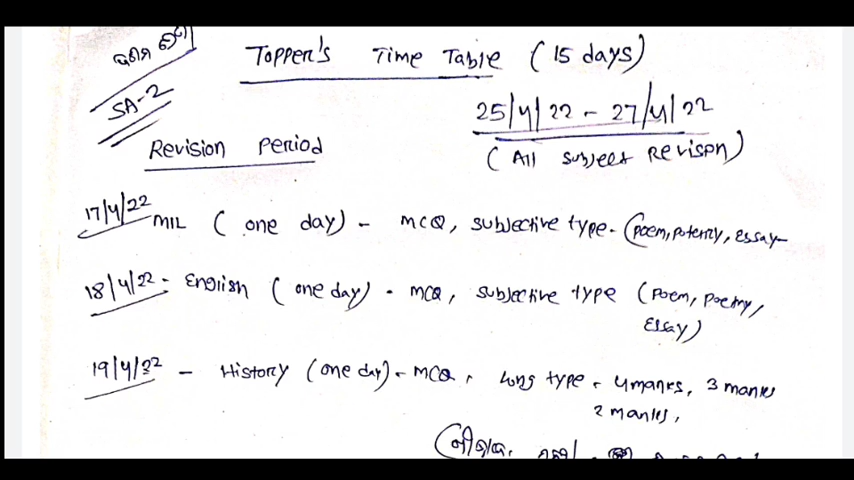 ଦଶମ ଶ୍ରେଣୀ
SA-2
Topper's Time Table (15 days)
25/4/22 - 27/4/22
(All subject Revison)
Revision Period
17/4/22 MIL (one day) - MCQ, subjective type - (Poem, Potetry, Essay
18/4/22 - English (one day) - MCQ, subjective type (Poem, Poetry,
Essay)
19/4/22 - History (one day) - MCQ, Long type - 4 marks, 3 marks
2 marks,